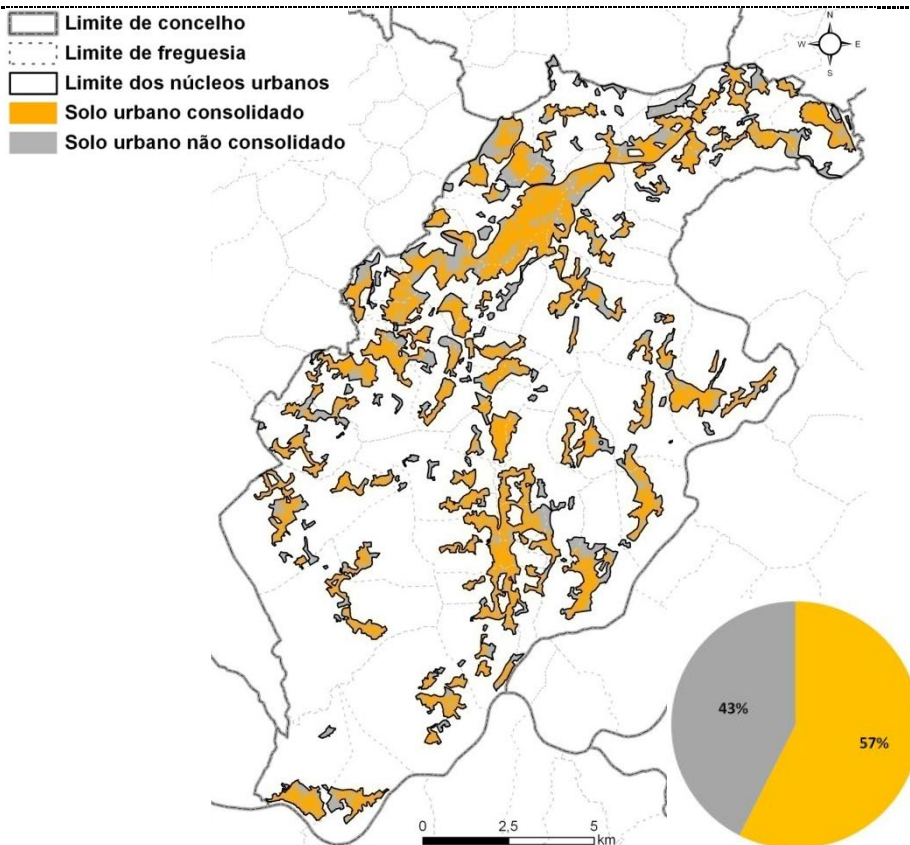 Limite de concelho
Limite de freguesia
Limite dos núcleos urbanos
Solo urbano consolidado
Solo urbano não consolidado
N
W E
S
43%
57%
0 2,5 5
km